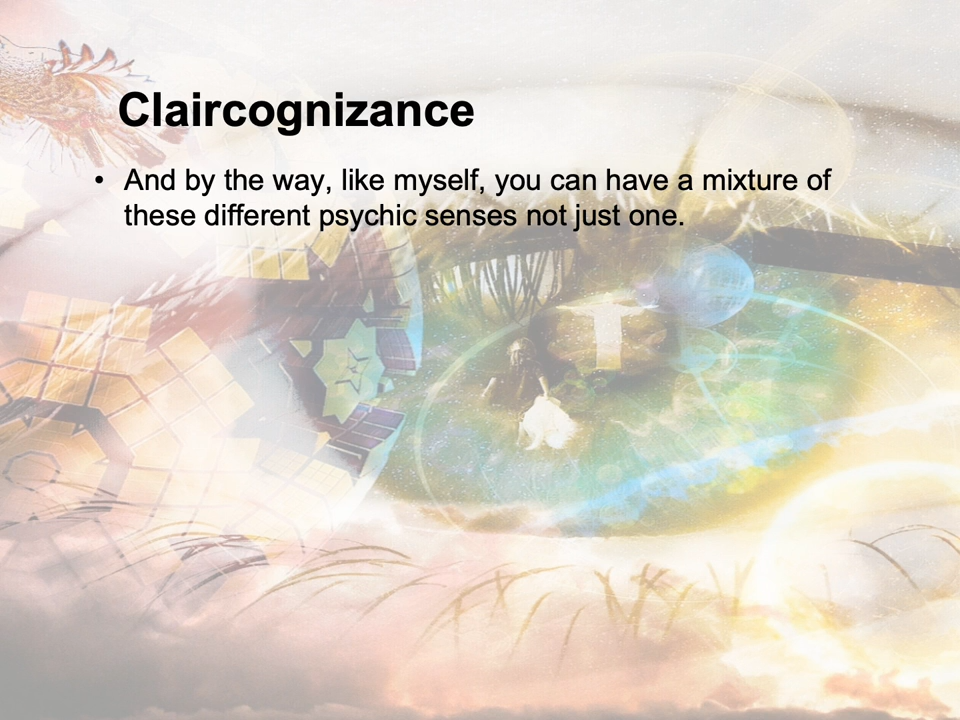 Claircognizance
• And by the way, like myself, you can have a mixture of
these different psychic senses not just one.